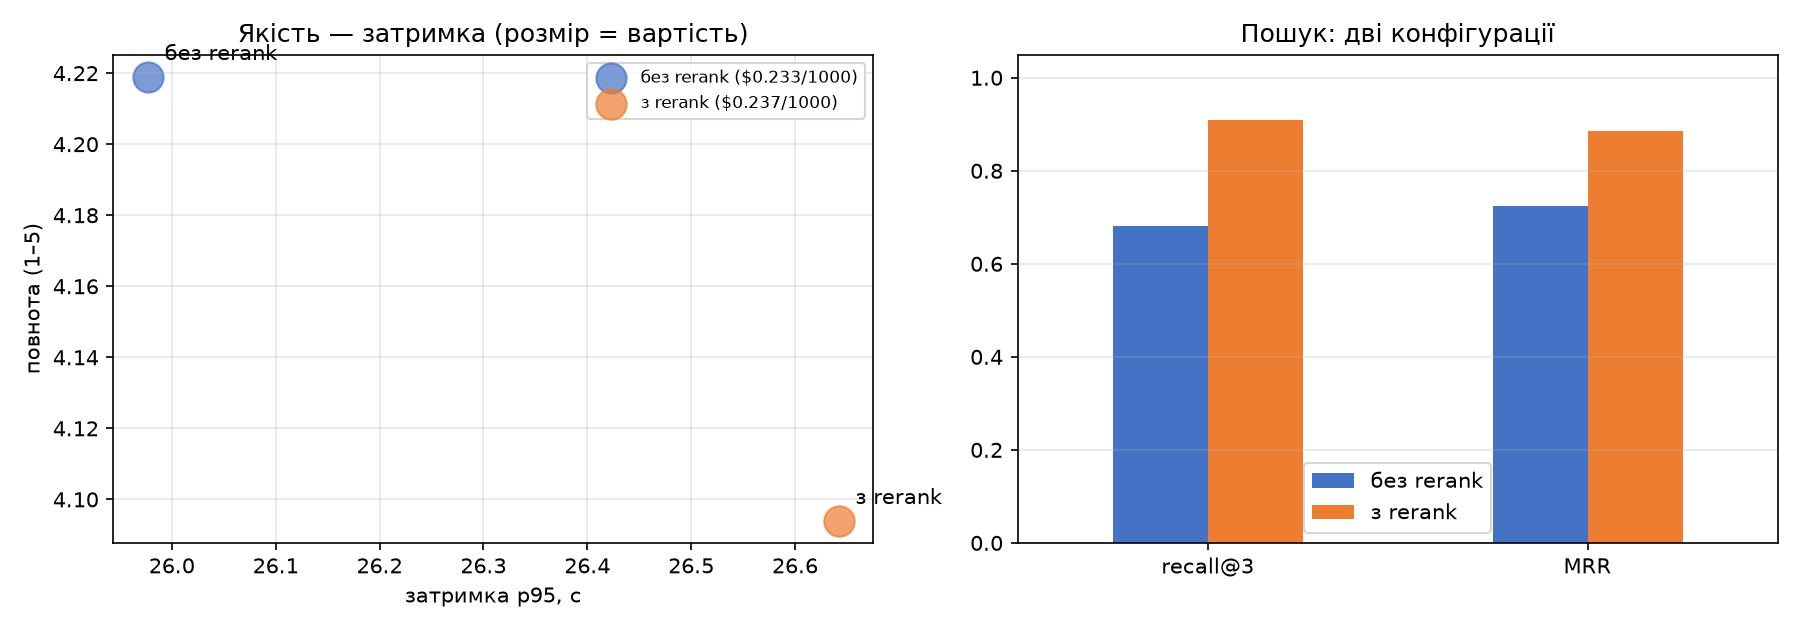 Якість — затримка (розмір = вартість)
без rerank
без rerank ($0.233/1000)
з rerank ($0.237/1000)
4.22
4.20
4.18
4.16
4.14
4.12
4.10
повнота (1–5)
з rerank
26.0 26.1 26.2 26.3 26.4 26.5 26.6
затримка p95, с
Пошук: дві конфігурації
1.0
0.8
0.6
0.4
0.2
0.0
без rerank
з rerank
recall@3 MRR